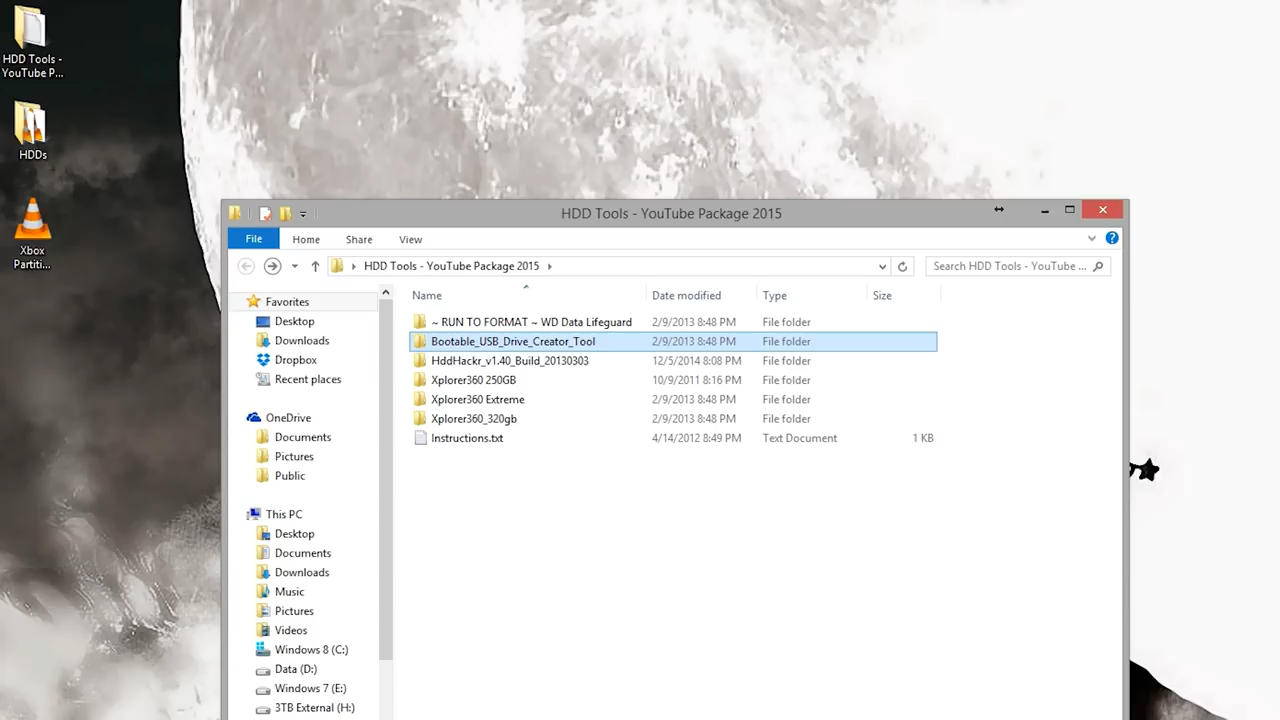 HDD Tools -
YouTube P...
HDDs
Xbox
Partiti...
HDD Tools - YouTube Package 2015
File Home Share View
HDD Tools - YouTube Package 2015
Search HDD Tools - YouTube ...
Favorites
Desktop
Downloads
Dropbox
Recent places
OneDrive
Documents
Pictures
Public
This PC
Desktop
Documents
Downloads
Music
Pictures
Videos
Windows 8 (C:)
Data (D:)
Windows 7 (E:)
3TB External (H:)
Name Date modified Type Size
~ RUN TO FORMAT ~ WD Data Lifeguard 2/9/2013 8:48 PM File folder
Bootable_USB_Drive_Creator_Tool 2/9/2013 8:48 PM File folder
HddHackr_v1.40_Build_20130303 12/5/2014 8:08 PM File folder
Xplorer360 250GB 10/9/2011 8:16 PM File folder
Xplorer360 Extreme 2/9/2013 8:48 PM File folder
Xplorer360_320gb 2/9/2013 8:48 PM File folder
Instructions.txt 4/14/2012 8:49 PM Text Document 1 KB